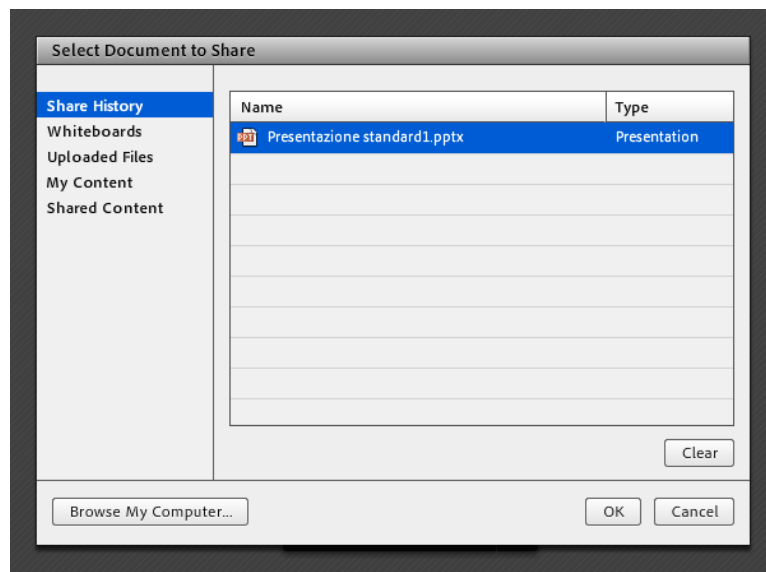 Select Document to Share
Share History
Whiteboards
Uploaded Files
My Content
Shared Content
Name Type
PPT Presentazione standard1.pptx Presentation
Clear
Browse My Computer... OK Cancel